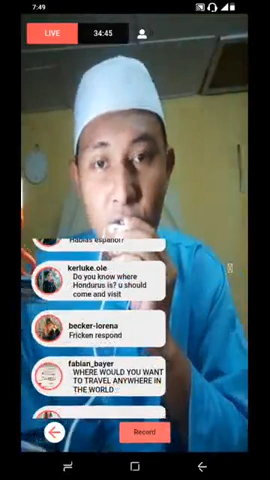 7:49
LIVE 34:45
Hablas español?
kerluke.ole
Do you know where
Hondurus is? u should
come and visit
becker-lorena
Fricken respond
fabian_bayer
WHERE WOULD YOU WANT
TO TRAVEL ANYWHERE IN
THE WORLD
Record